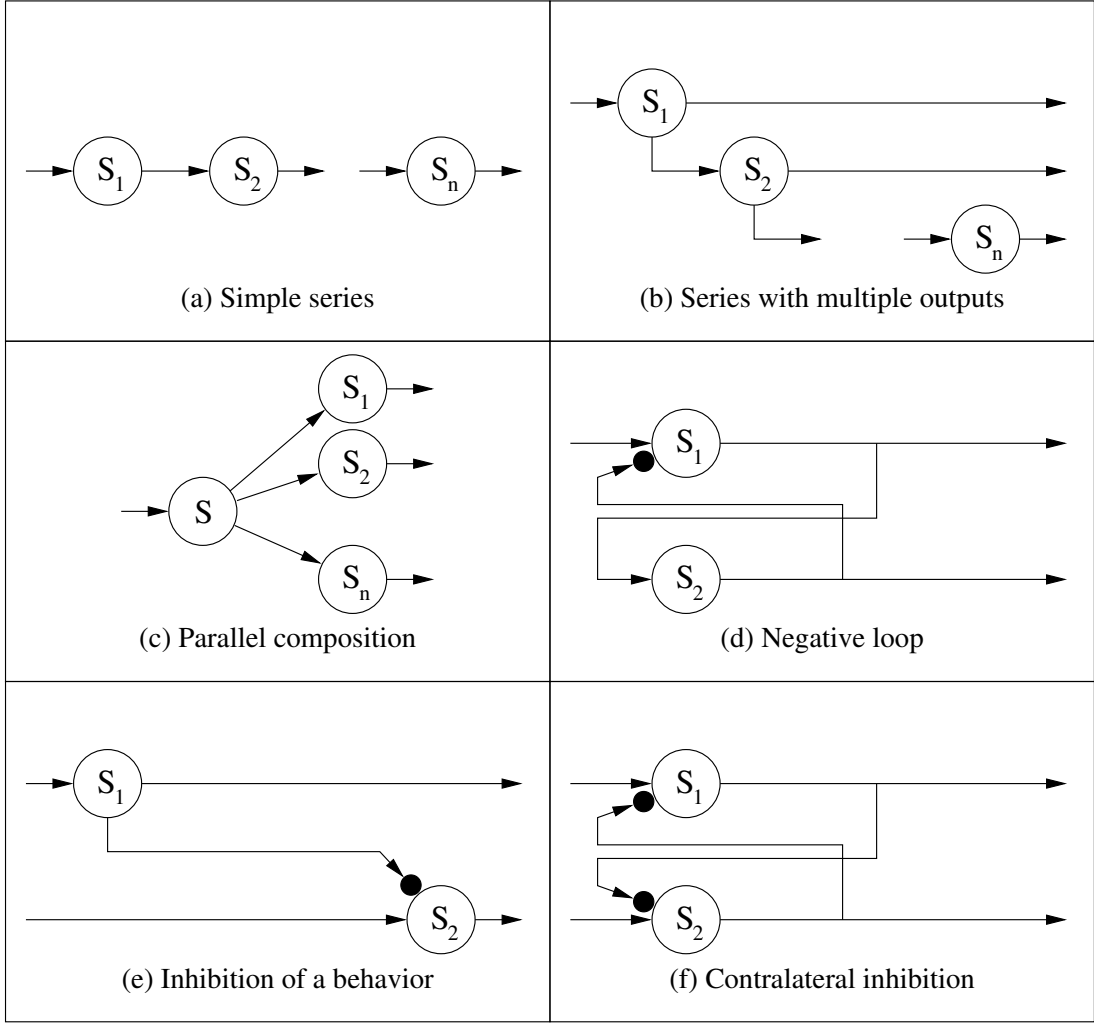 S1 S2 Sn
(a) Simple series
S1
S2
Sn
(b) Series with multiple outputs
S1
S2
S
Sn
(c) Parallel composition
S1
S2
(d) Negative loop
S1
S2
(e) Inhibition of a behavior
S1
S2
(f) Contralateral inhibition